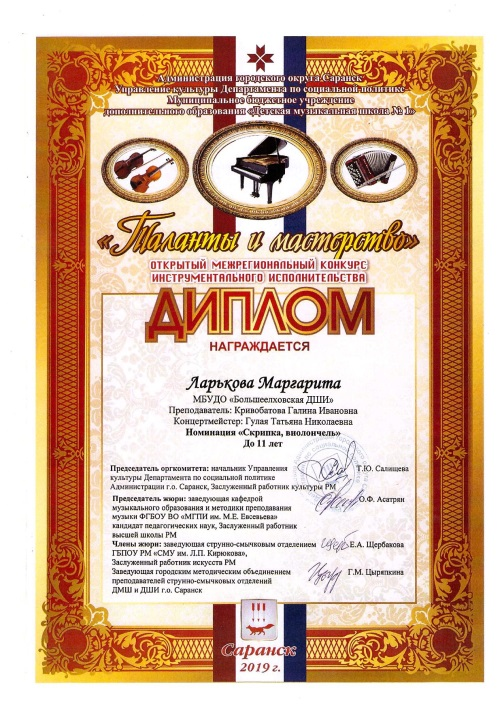 Администрация городского округа Саранск
Управление культуры Департамента по социальной политике
Муниципальное бюджетное учреждение
дополнительного образования «Детская музыкальная школа № 1»
«Таланты и мастерство»
ОТКРЫТЫЙ МЕЖРЕГИОНАЛЬНЫЙ КОНКУРС
ИНСТРУМЕНТАЛЬНОГО ИСПОЛНИТЕЛЬСТВА
ДИПЛОМ
НАГРАЖДАЕТСЯ
Ларькова Маргарита
МБУДО «Большеелховская ДШИ»
Преподаватель: Кривобатова Галина Ивановна
Концертмейстер: Гулая Татьяна Николаевна
Номинация «Скрипка, виолончель»
До 11 лет
Председатель оргкомитета: начальник Управления
культуры Департамента по социальной политике
Администрации г.о. Саранск, Заслуженный работник культуры РМ
Т.Ю. Салищева
Председатель жюри: заведующая кафедрой
музыкального образования и методики преподавания
музыки ФГБОУ ВО «МГПИ им. М.Е. Евсевьева»
кандидат педагогических наук, Заслуженный работник
высшей школы РМ
О.Ф. Асатрян
Члены жюри: заведующая струнно-смычковым отделением
ГБПОУ РМ «СМУ им. Л.П. Кирюкова»,
Заслуженный работник искусств РМ
Е.А. Щербакова
Заведующая городским методическим объединением
преподавателей струнно-смычковых отделений
ДМШ и ДШИ г.о. Саранск
Г.М. Цыряпкина
Саранск
2019 г.